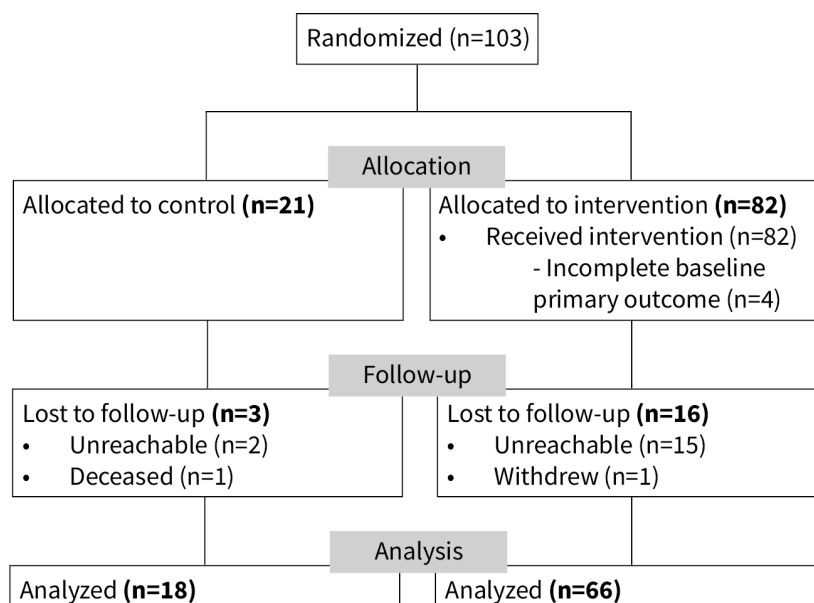 Randomized (n=103)
Allocation
Allocated to control (n=21)
Allocated to intervention (n=82)
• Received intervention (n=82)
- Incomplete baseline
primary outcome (n=4)
Follow-up
Lost to follow-up (n=3)
• Unreachable (n=2)
• Deceased (n=1)
Lost to follow-up (n=16)
• Unreachable (n=15)
• Withdrew (n=1)
Analysis
Analyzed (n=18)
Analyzed (n=66)